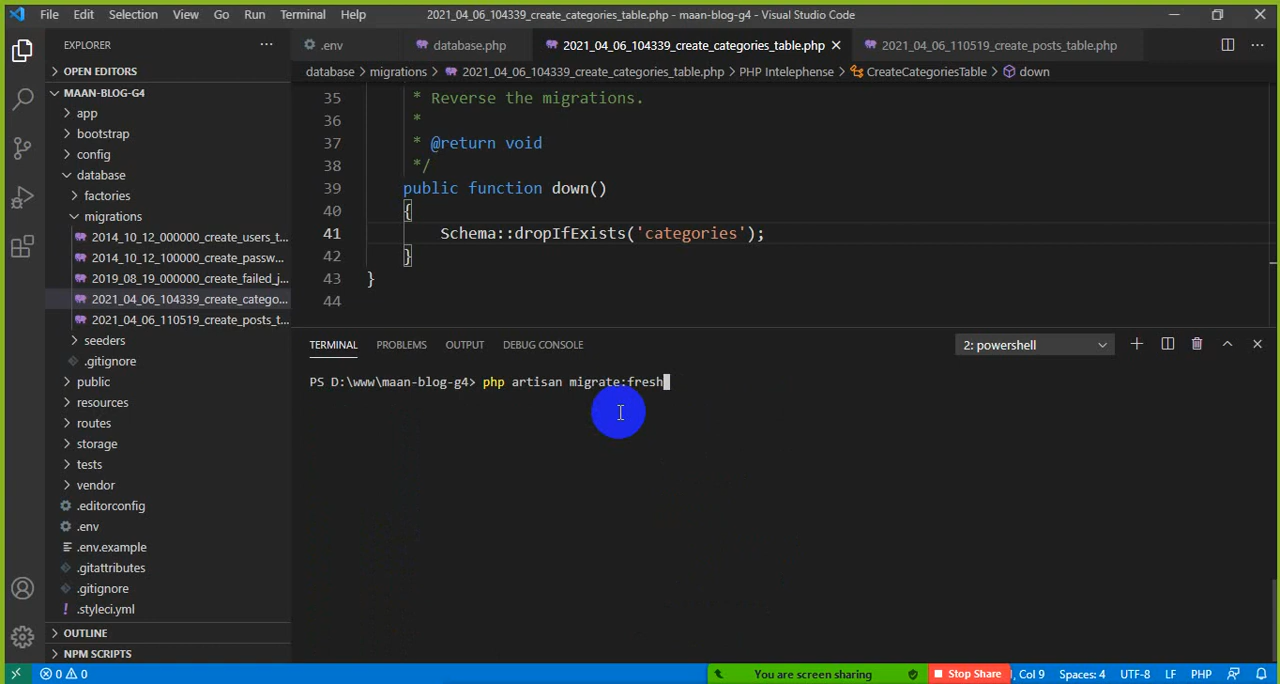 File Edit Selection View Go Run Terminal Help 2021_04_06_104339_create_categories_table.php - maan-blog-g4 - Visual Studio Code
EXPLORER
.env
database.php
2021_04_06_104339_create_categories_table.php
2021_04_06_110519_create_posts_table.php
database > migrations > 2021_04_06_104339_create_categories_table.php > PHP Intelephense > CreateCategoriesTable > down
OPEN EDITORS
MAAN-BLOG-G4
app
bootstrap
config
database
factories
migrations
2014_10_12_000000_create_users_t...
2014_10_12_100000_create_passw...
2019_08_19_000000_create_failed_j...
2021_04_06_104339_create_catego...
2021_04_06_110519_create_posts_t...
seeders
.gitignore
public
resources
routes
storage
tests
vendor
.editorconfig
.env
.env.example
.gitattributes
.gitignore
.styleci.yml
OUTLINE
NPM SCRIPTS
35 * Reverse the migrations.
36 *
37 * @return void
38 */
39 public function down()
40 {
41 Schema::dropIfExists('categories');
42 }
43 }
44
TERMINAL PROBLEMS OUTPUT DEBUG CONSOLE 2: powershell
PS D:\www\maan-blog-g4> php artisan migrate:fresh
0 0 You are screen sharing Stop Share Col 9 Spaces: 4 UTF-8 LF PHP